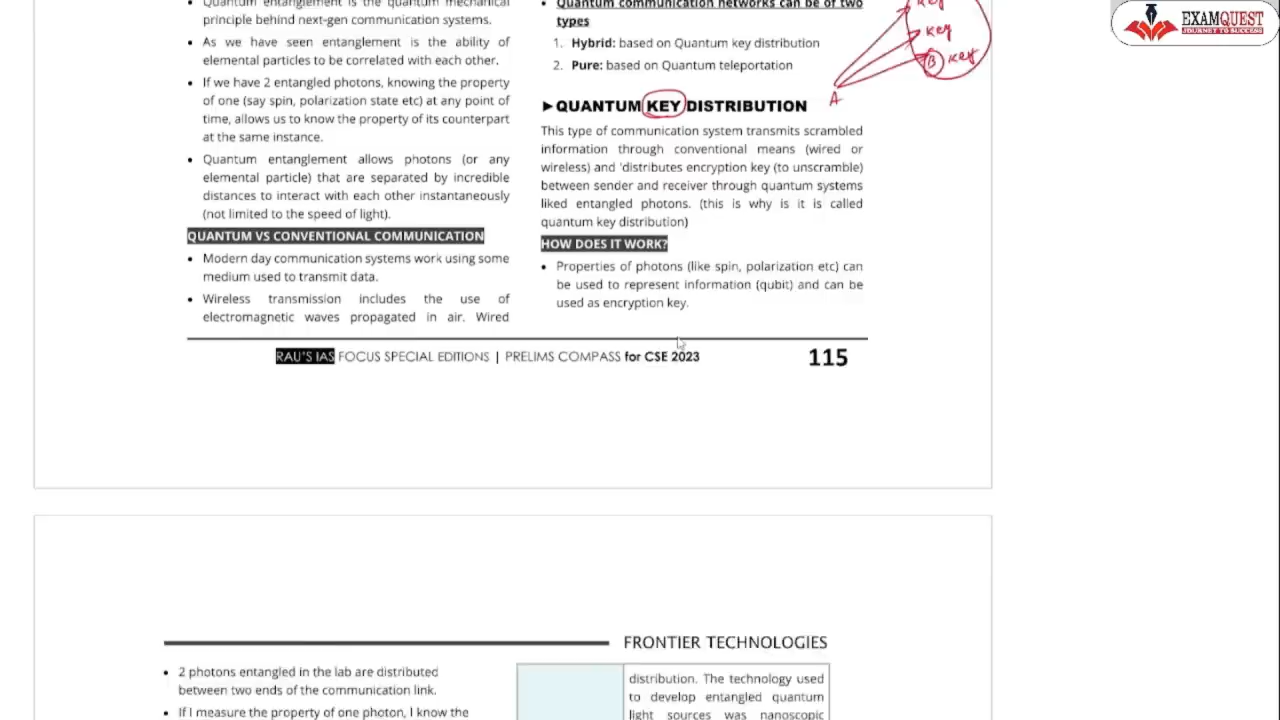 Quantum entanglement is the quantum mechanical
principle behind next-gen communication systems.
• As we have seen entanglement is the ability of
elemental particles to be correlated with each other.
• If we have 2 entangled photons, knowing the property
of one (say spin, polarization state etc) at any point of
time, allows us to know the property of its counterpart
at the same instance.
• Quantum entanglement allows photons (or any
elemental particle) that are separated by incredible
distances to interact with each other instantaneously
(not limited to the speed of light).
QUANTUM VS CONVENTIONAL COMMUNICATION
• Modern day communication systems work using some
medium used to transmit data.
• Wireless transmission includes the use of
electromagnetic waves propagated in air. Wired
• Quantum communication networks can be of two
types
1. Hybrid: based on Quantum key distribution
2. Pure: based on Quantum teleportation
►QUANTUM KEY DISTRIBUTION
This type of communication system transmits scrambled
information through conventional means (wired or
wireless) and 'distributes encryption key (to unscramble)
between sender and receiver through quantum systems
liked entangled photons. (this is why is it is called
quantum key distribution)
HOW DOES IT WORK?
• Properties of photons (like spin, polarization etc) can
be used to represent information (qubit) and can be
used as encryption key.
key
key
B key
A
EXAMQUEST
JOURNEY TO SUCCESS
RAU'S IAS FOCUS SPECIAL EDITIONS | PRELIMS COMPASS for CSE 2023
115
FRONTIER TECHNOLOGIES
• 2 photons entangled in the lab are distributed
between two ends of the communication link.
• If I measure the property of one photon, I know the
distribution. The technology used
to develop entangled quantum
light sources was nanoscopic